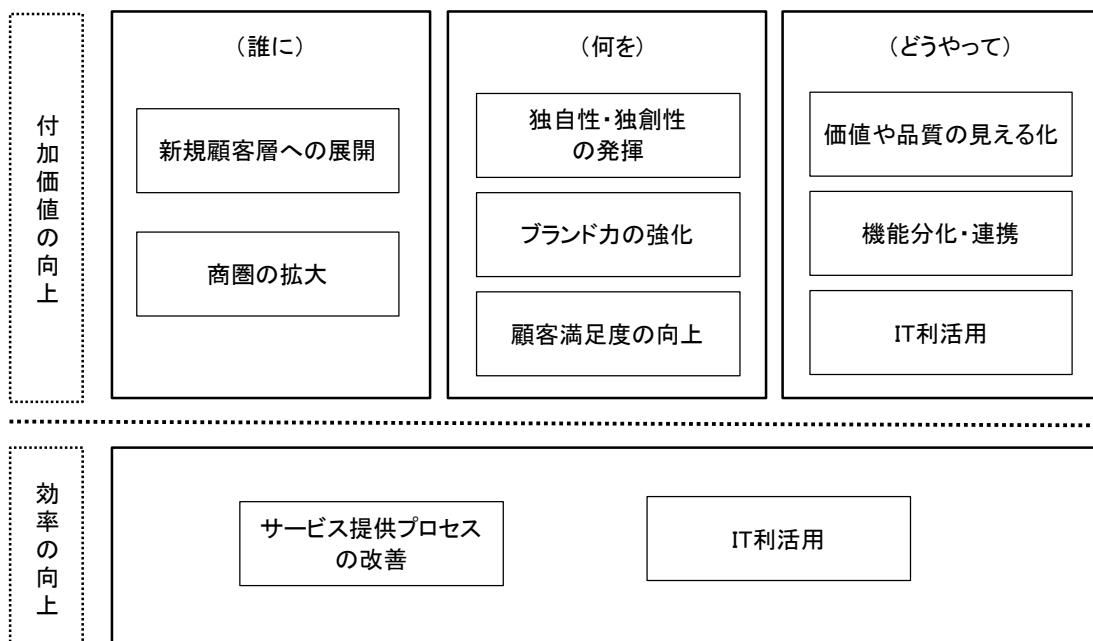 付加価値の向上
(誰に)
新規顧客層への展開
商圏の拡大
(何を)
独自性・独創性
の発揮
ブランド力の強化
顧客満足度の向上
(どうやって)
価値や品質の見える化
機能分化・連携
IT利活用
効率の向上
サービス提供プロセス
の改善
IT利活用